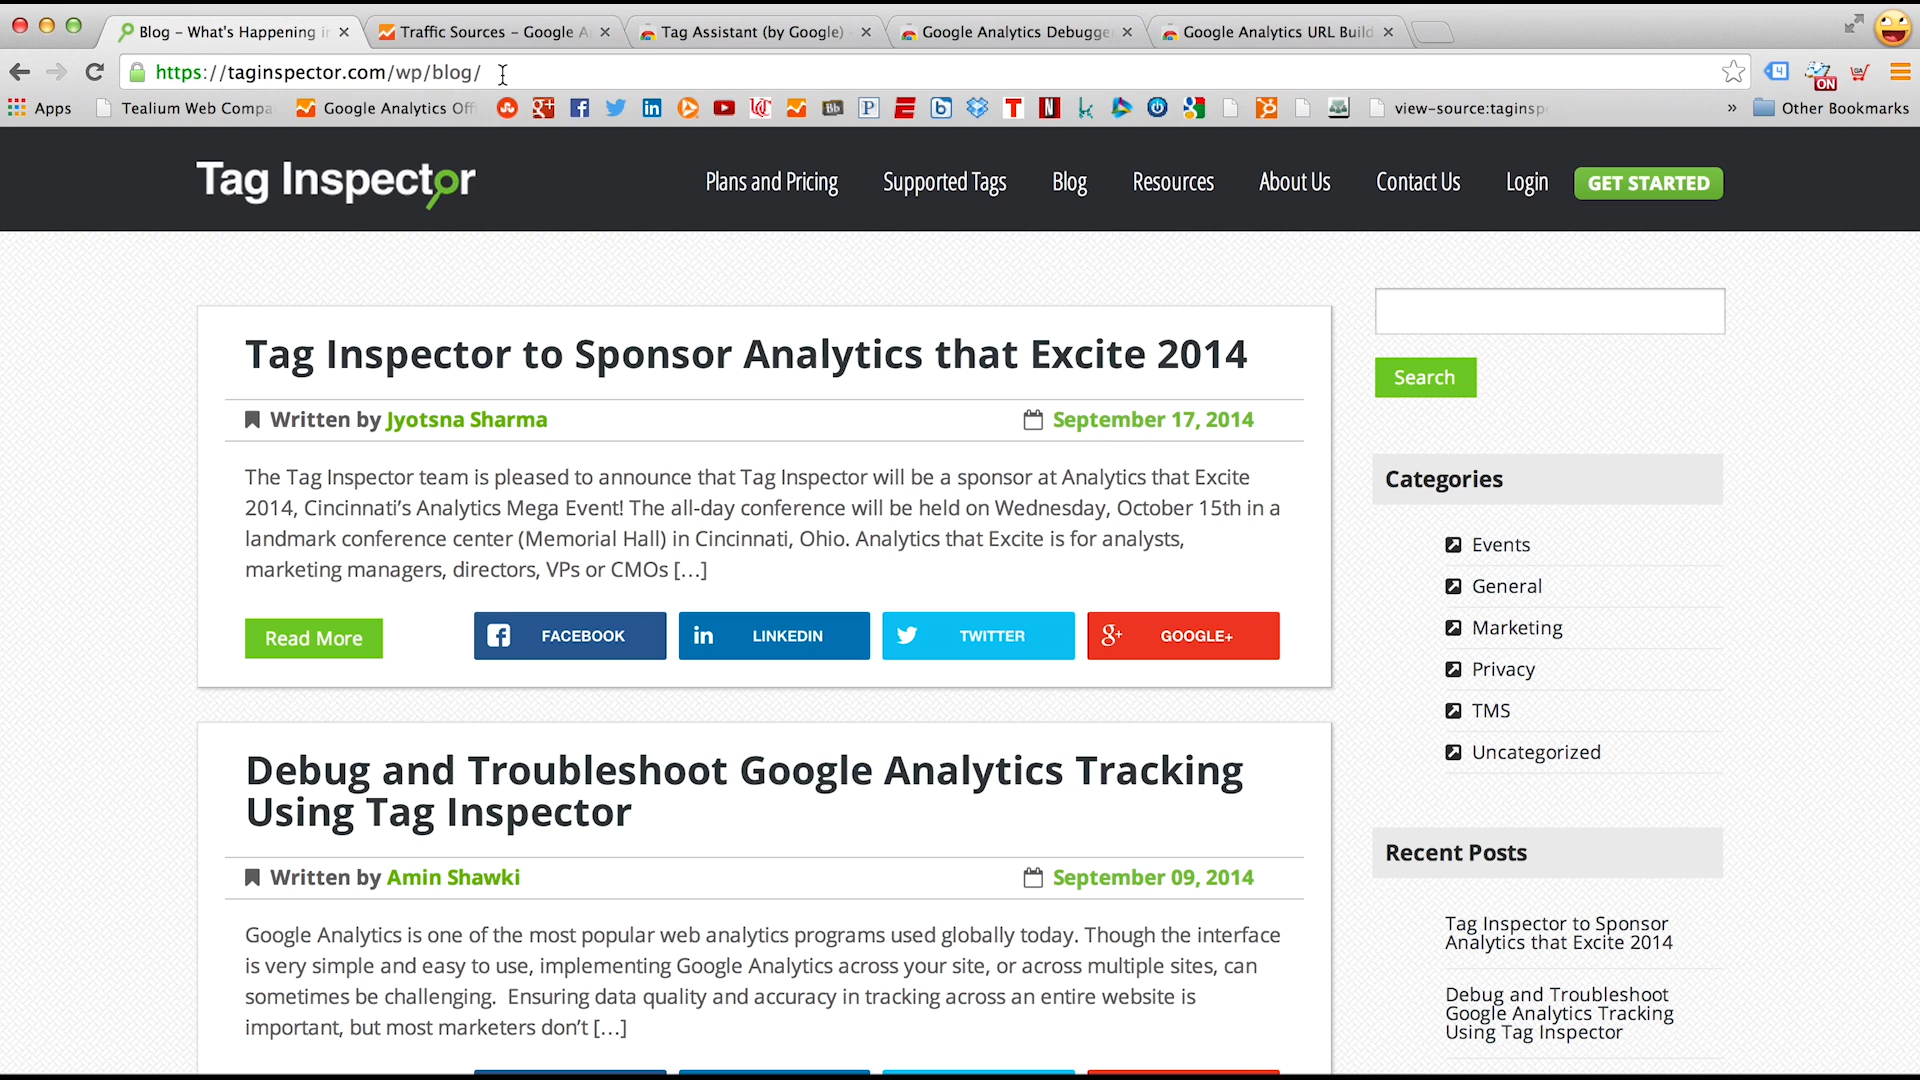 Blog – What's Happening in
Traffic Sources – Google A
Tag Assistant (by Google)
Google Analytics Debugge
Google Analytics URL Build
https://taginspector.com/wp/blog/
4
ON
Apps
Tealium Web Compa
Google Analytics Offi
view-source:taginsp
»
Other Bookmarks
Tag Inspector
Plans and Pricing
Supported Tags
Blog
Resources
About Us
Contact Us
Login
GET STARTED
Tag Inspector to Sponsor Analytics that Excite 2014
Written by Jyotsna Sharma
September 17, 2014
The Tag Inspector team is pleased to announce that Tag Inspector will be a sponsor at Analytics that Excite
2014, Cincinnati’s Analytics Mega Event! The all-day conference will be held on Wednesday, October 15th in a
landmark conference center (Memorial Hall) in Cincinnati, Ohio. Analytics that Excite is for analysts,
marketing managers, directors, VPs or CMOs […]
Read More
FACEBOOK
LINKEDIN
TWITTER
GOOGLE+
Debug and Troubleshoot Google Analytics Tracking
Using Tag Inspector
Written by Amin Shawki
September 09, 2014
Google Analytics is one of the most popular web analytics programs used globally today. Though the interface
is very simple and easy to use, implementing Google Analytics across your site, or across multiple sites, can
sometimes be challenging.  Ensuring data quality and accuracy in tracking across an entire website is
important, but most marketers don’t […]
Search
Categories
Events
General
Marketing
Privacy
TMS
Uncategorized
Recent Posts
Tag Inspector to Sponsor
Analytics that Excite 2014
Debug and Troubleshoot
Google Analytics Tracking
Using Tag Inspector